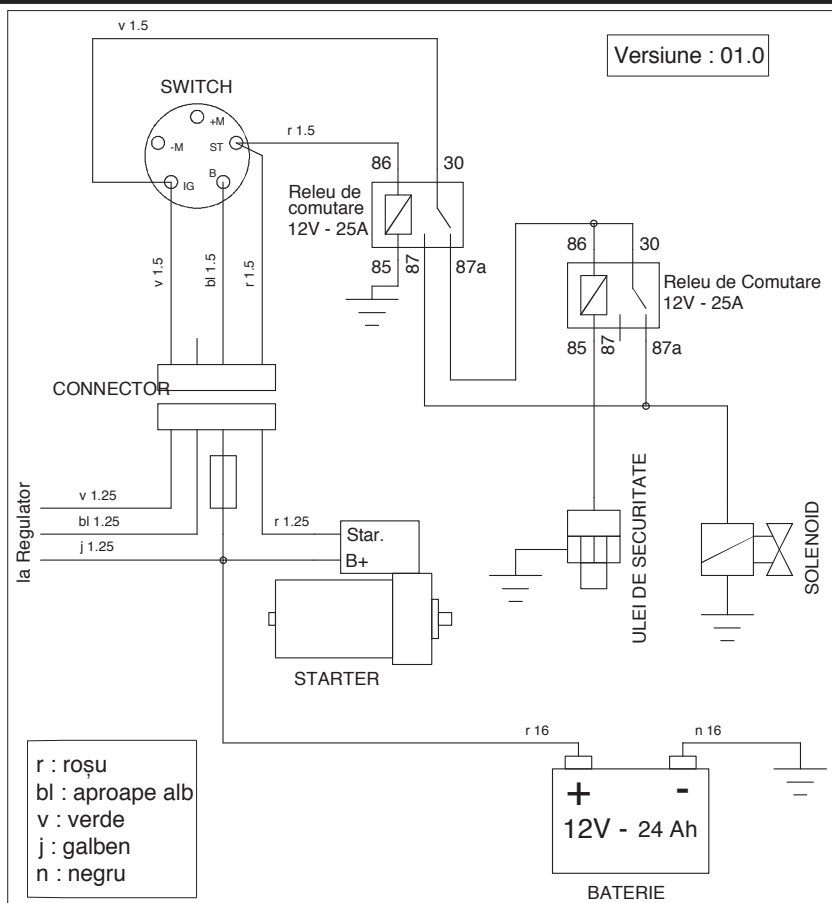 v 1.5
Versiune : 01.0
SWITCH
+M
-M
ST
r 1.5
B
IG
86
30
Releu de
comutare
12V - 25A
85
87
87a
86
30
Releu de Comutare
12V - 25A
85
87
87a
v 1.5
bl 1.5
r 1.5
CONNECTOR
la Regulator
v 1.25
bl 1.25
j 1.25
r 1.25
Star.
B+
STARTER
ULEI DE SECURITATE
SOLENOID
r 16
n 16
+
-
12V - 24 Ah
BATERIE
r : roșu
bl : aproape alb
v : verde
j : galben
n : negru